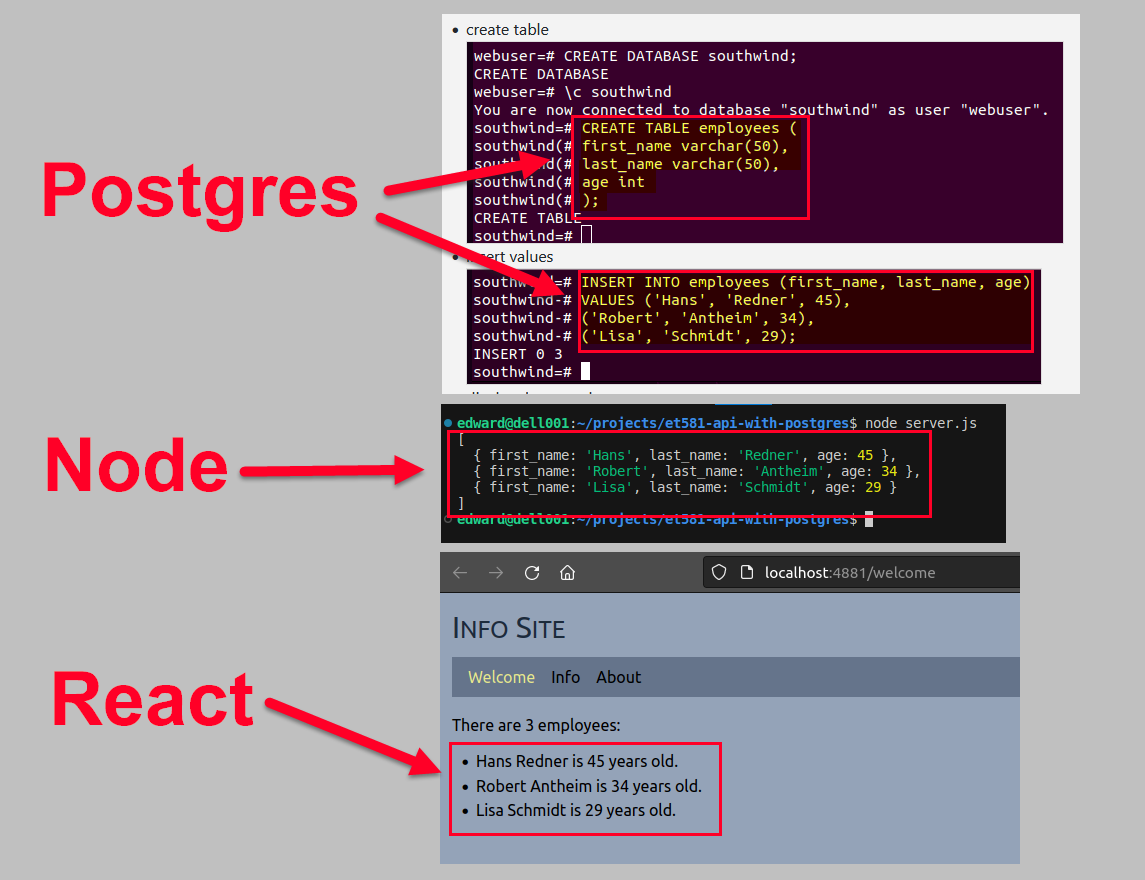 create table
webuser=# CREATE DATABASE southwind;
CREATE DATABASE
webuser=# \c southwind
You are now connected to database "southwind" as user "webuser".
southwind=# CREATE TABLE employees (
southwind(# first_name varchar(50),
southwind(# last_name varchar(50),
southwind(# age int
southwind(# );
CREATE TABLE
southwind=#
Postgres
insert values
southwind=# INSERT INTO employees (first_name, last_name, age)
southwind-# VALUES ('Hans', 'Redner', 45),
southwind-# ('Robert', 'Antheim', 34),
southwind-# ('Lisa', 'Schmidt', 29);
INSERT 0 3
southwind=#
edward@dell001:~/projects/et581-api-with-postgres$ node server.js
[
{ first_name: 'Hans', last_name: 'Redner', age: 45 },
{ first_name: 'Robert', last_name: 'Antheim', age: 34 },
{ first_name: 'Lisa', last_name: 'Schmidt', age: 29 }
]
edward@dell001:~/projects/et581-api-with-postgres$
Node
localhost:4881/welcome
Info Site
Welcome Info About
There are 3 employees:
React
Hans Redner is 45 years old.
Robert Antheim is 34 years old.
Lisa Schmidt is 29 years old.